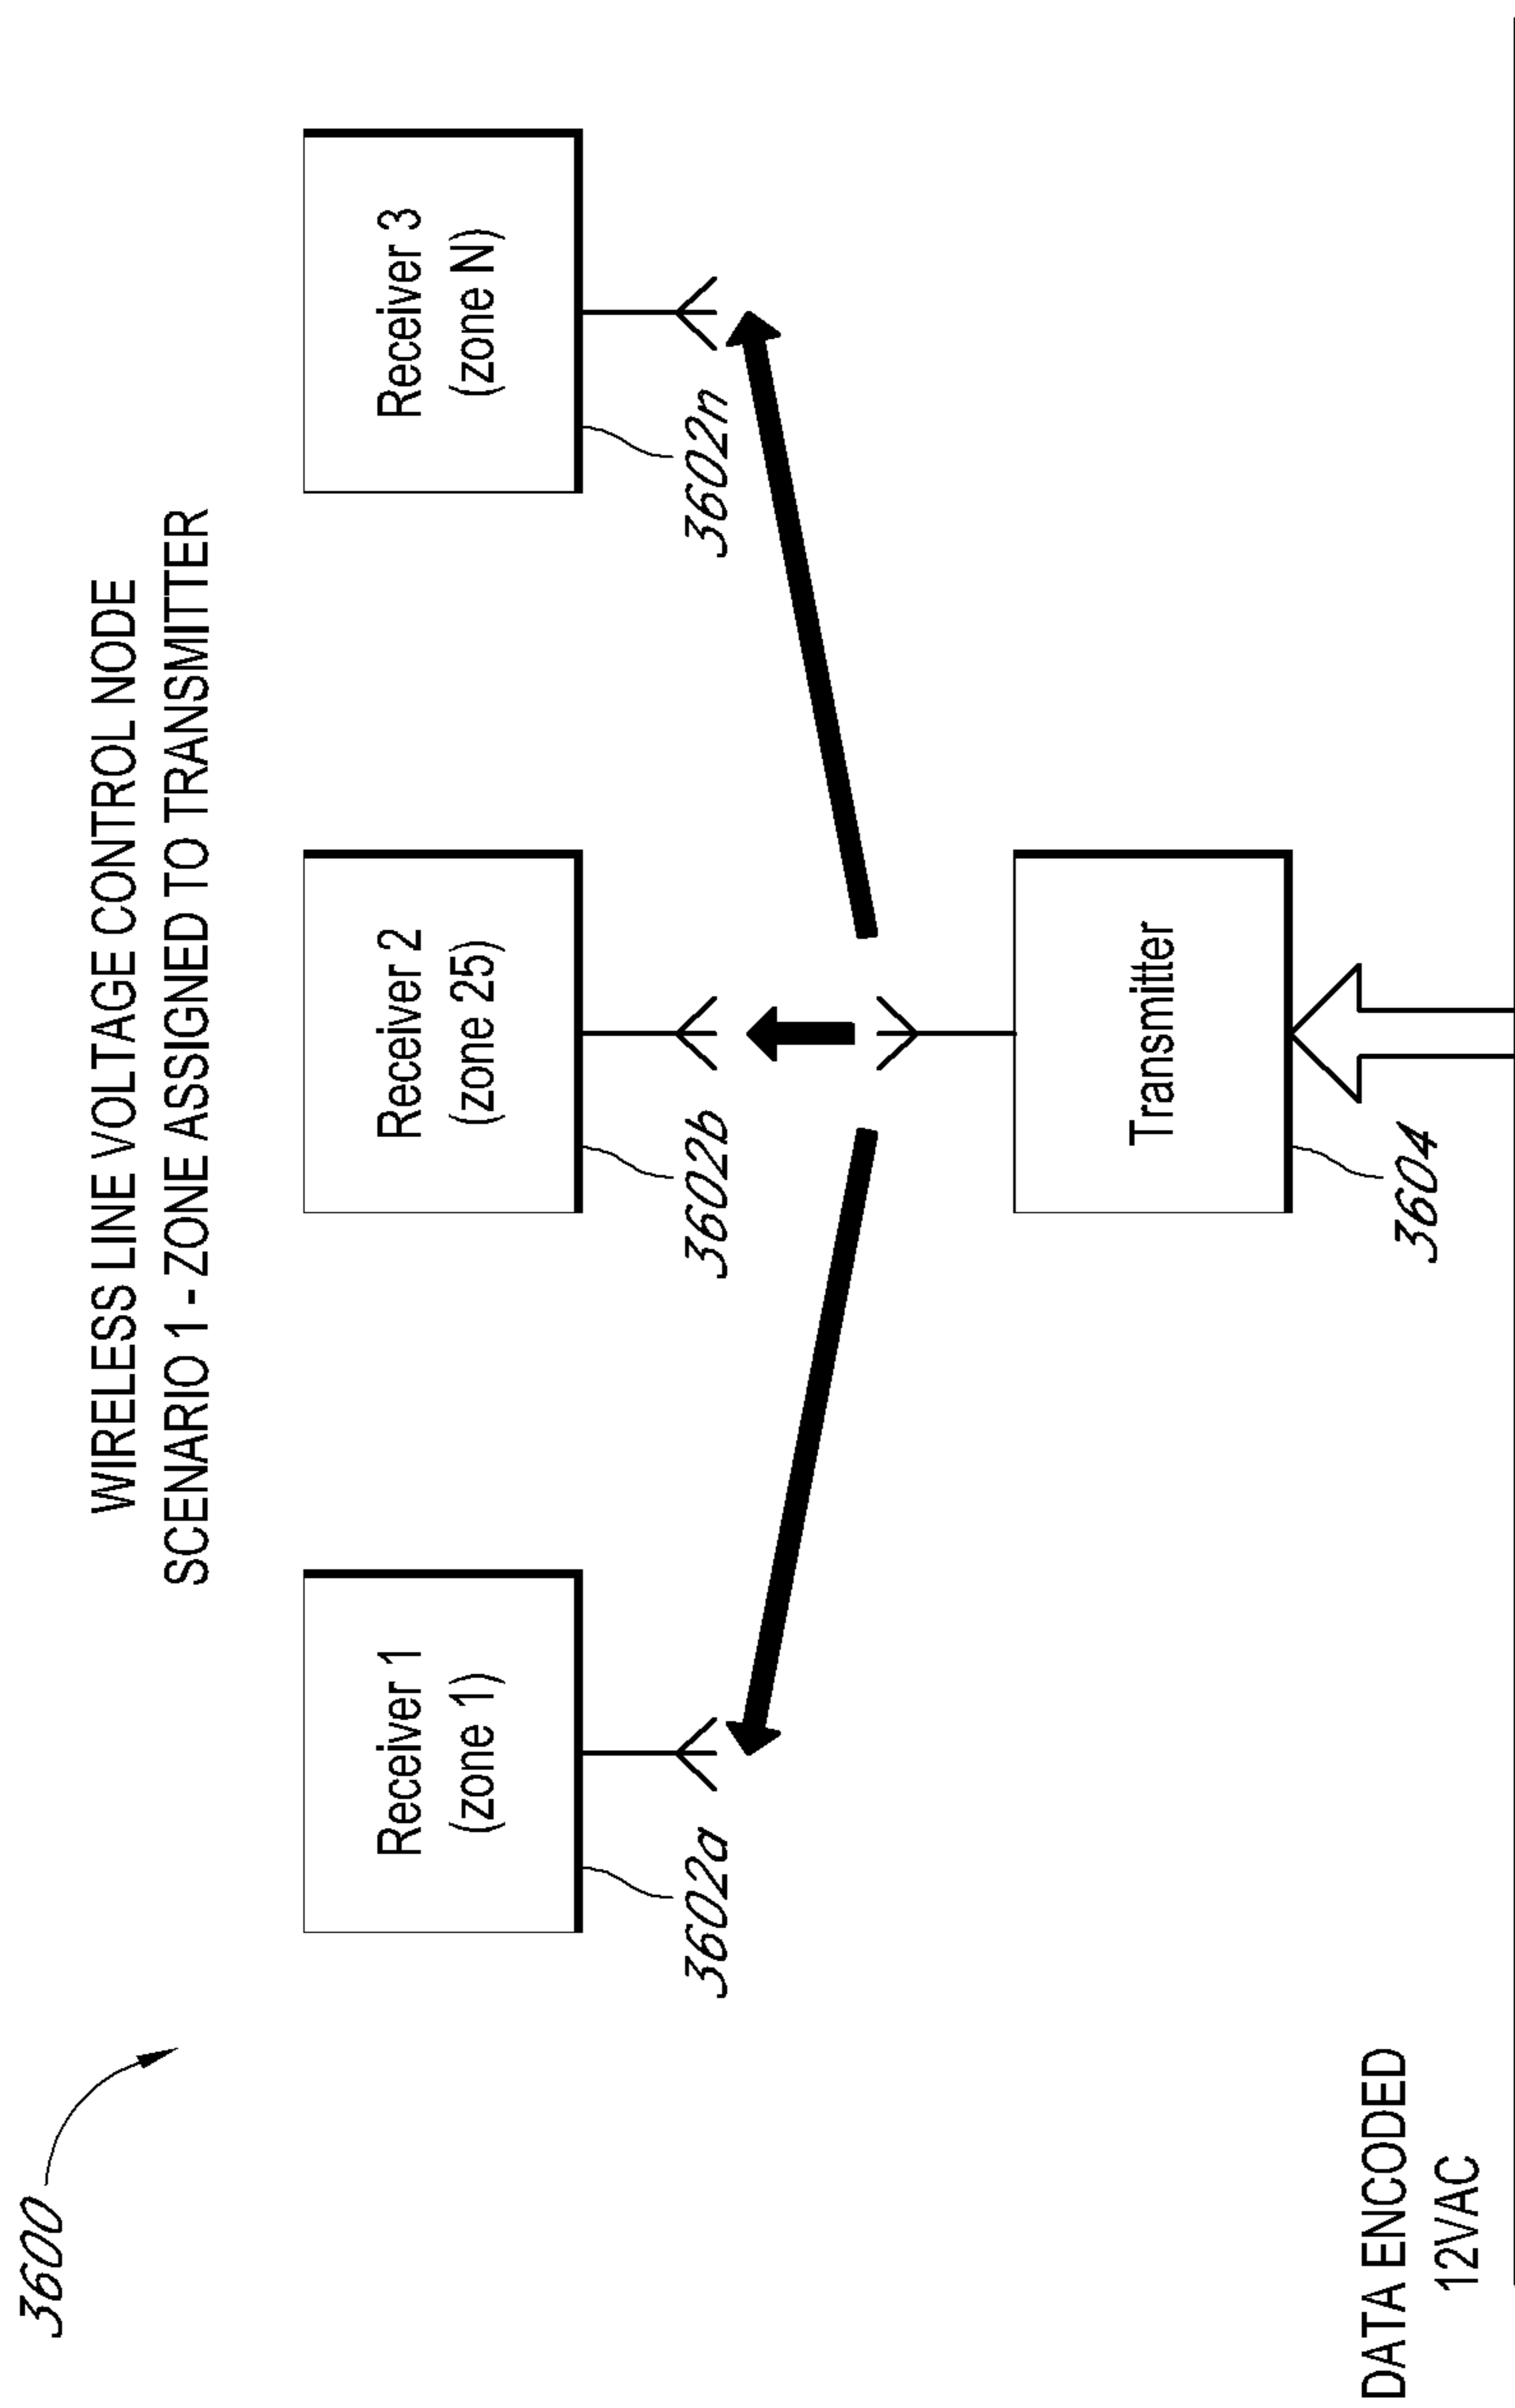 3600
WIRELESS LINE VOLTAGE CONTROL NODE
SCENARIO 1 - ZONE ASSIGNED TO TRANSMITTER
Receiver 1
(zone 1)
Receiver 2
(zone 25)
Receiver 3
(zone N)
3602a
3602b
3602n
Transmitter
3604
DATA ENCODED
12VAC